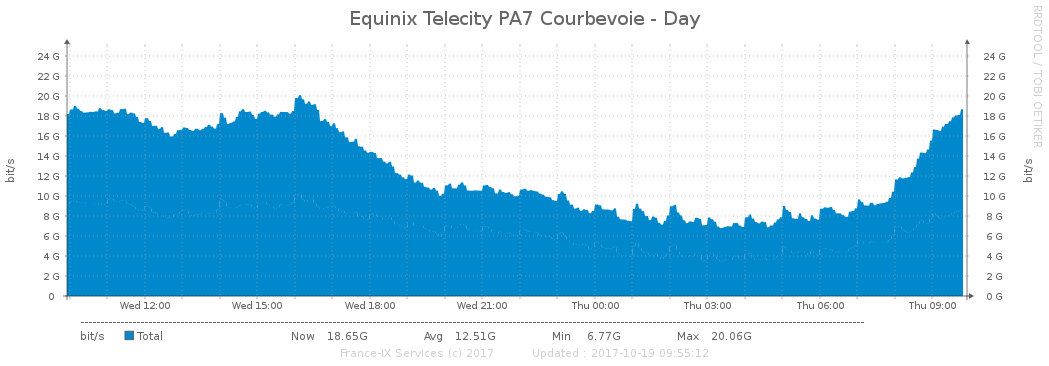 Equinix Telecity PA7 Courbevoie - Day
RRDTOOL / TOBI OETIKER
bit/s
24 G 24 G
22 G 22 G
20 G 20 G
18 G 18 G
16 G 16 G
14 G 14 G
12 G 12 G
10 G 10 G
8 G 8 G
6 G 6 G
4 G 4 G
2 G 2 G
0 0 G
bit/s
Wed 12:00 Wed 15:00 Wed 18:00 Wed 21:00 Thu 00:00 Thu 03:00 Thu 06:00 Thu 09:00
bit/s Total Now 18.65G Avg 12.51G Min 6.77G Max 20.06G
France-IX Services (c) 2017 Updated : 2017-10-19 09:55:12